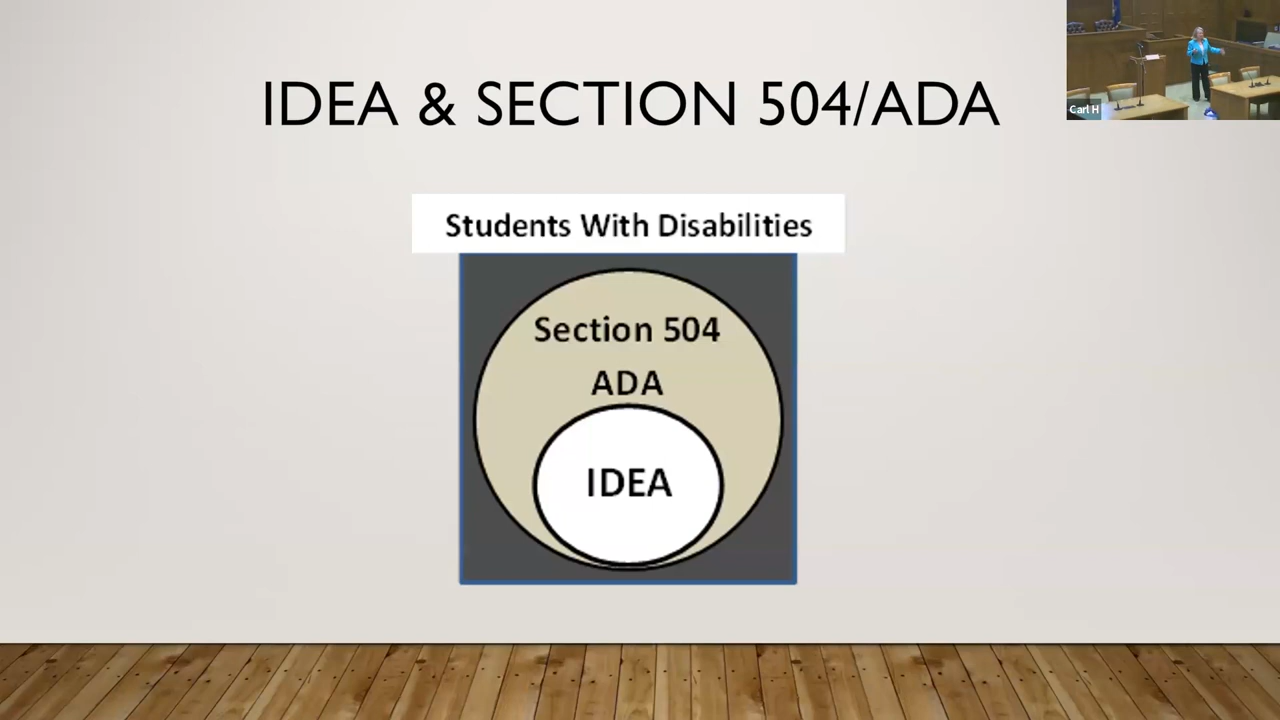 IDEA & SECTION 504/ADA
Carl H
Students With Disabilities
Section 504
ADA
IDEA